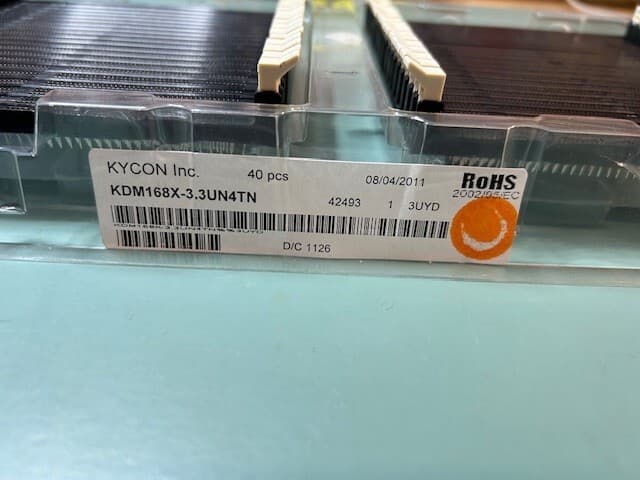 KYCON Inc. 40 pcs 08/04/2011 RoHS
2002/95/EC
KDM168X-3.3UN4TN 42493 1 3UYD
D/C 1126